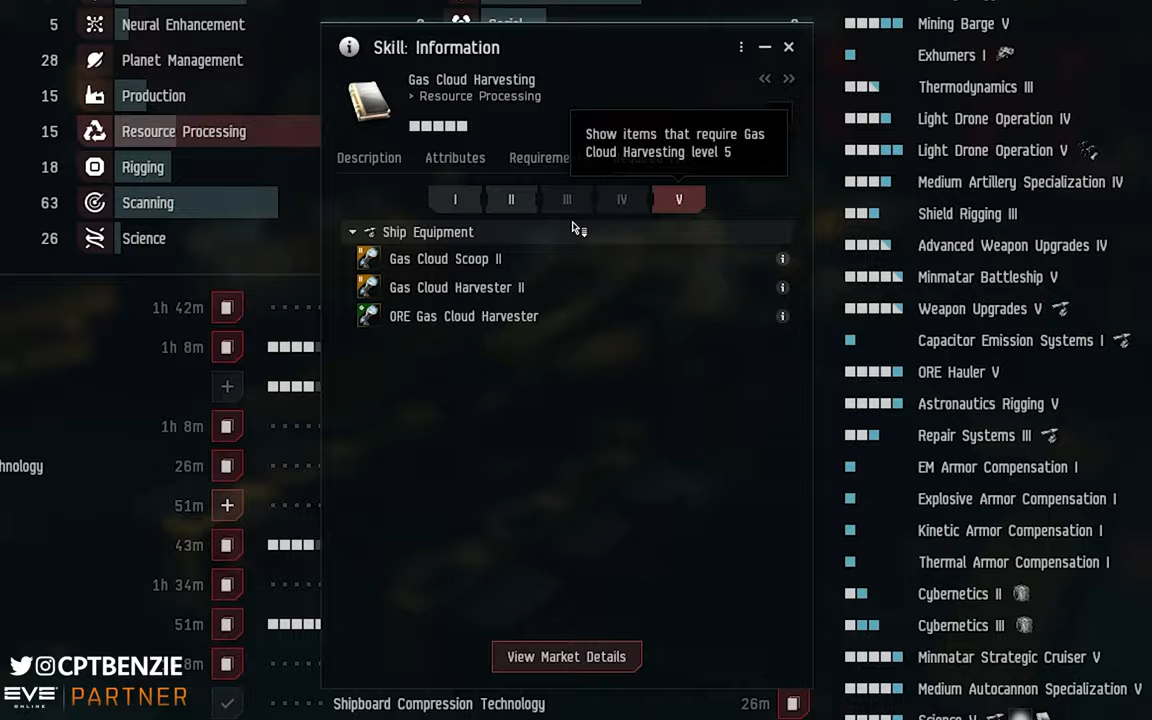 5 Neural Enhancement
28 Planet Management
15 Production
15 Resource Processing
18 Rigging
63 Scanning
26 Science
1h 42m
1h 8m
1h 8m
hnology 26m
51m
43m
1h 34m
51m
8m
CPTBENZIE
EVE ONLINE PARTNER
Social
Skill: Information
Gas Cloud Harvesting
> Resource Processing
Description Attributes Requireme
Show items that require Gas
Cloud Harvesting level 5
I II III IV V
Ship Equipment
Gas Cloud Scoop II
Gas Cloud Harvester II
ORE Gas Cloud Harvester
View Market Details
Shipboard Compression Technology 26m
Mining Barge V
Exhumers I
Thermodynamics III
Light Drone Operation IV
Light Drone Operation V
Medium Artillery Specialization IV
Shield Rigging III
Advanced Weapon Upgrades IV
Minmatar Battleship V
Weapon Upgrades V
Capacitor Emission Systems I
ORE Hauler V
Astronautics Rigging V
Repair Systems III
EM Armor Compensation I
Explosive Armor Compensation I
Kinetic Armor Compensation I
Thermal Armor Compensation I
Cybernetics II
Cybernetics III
Minmatar Strategic Cruiser V
Medium Autocannon Specialization V
Science V